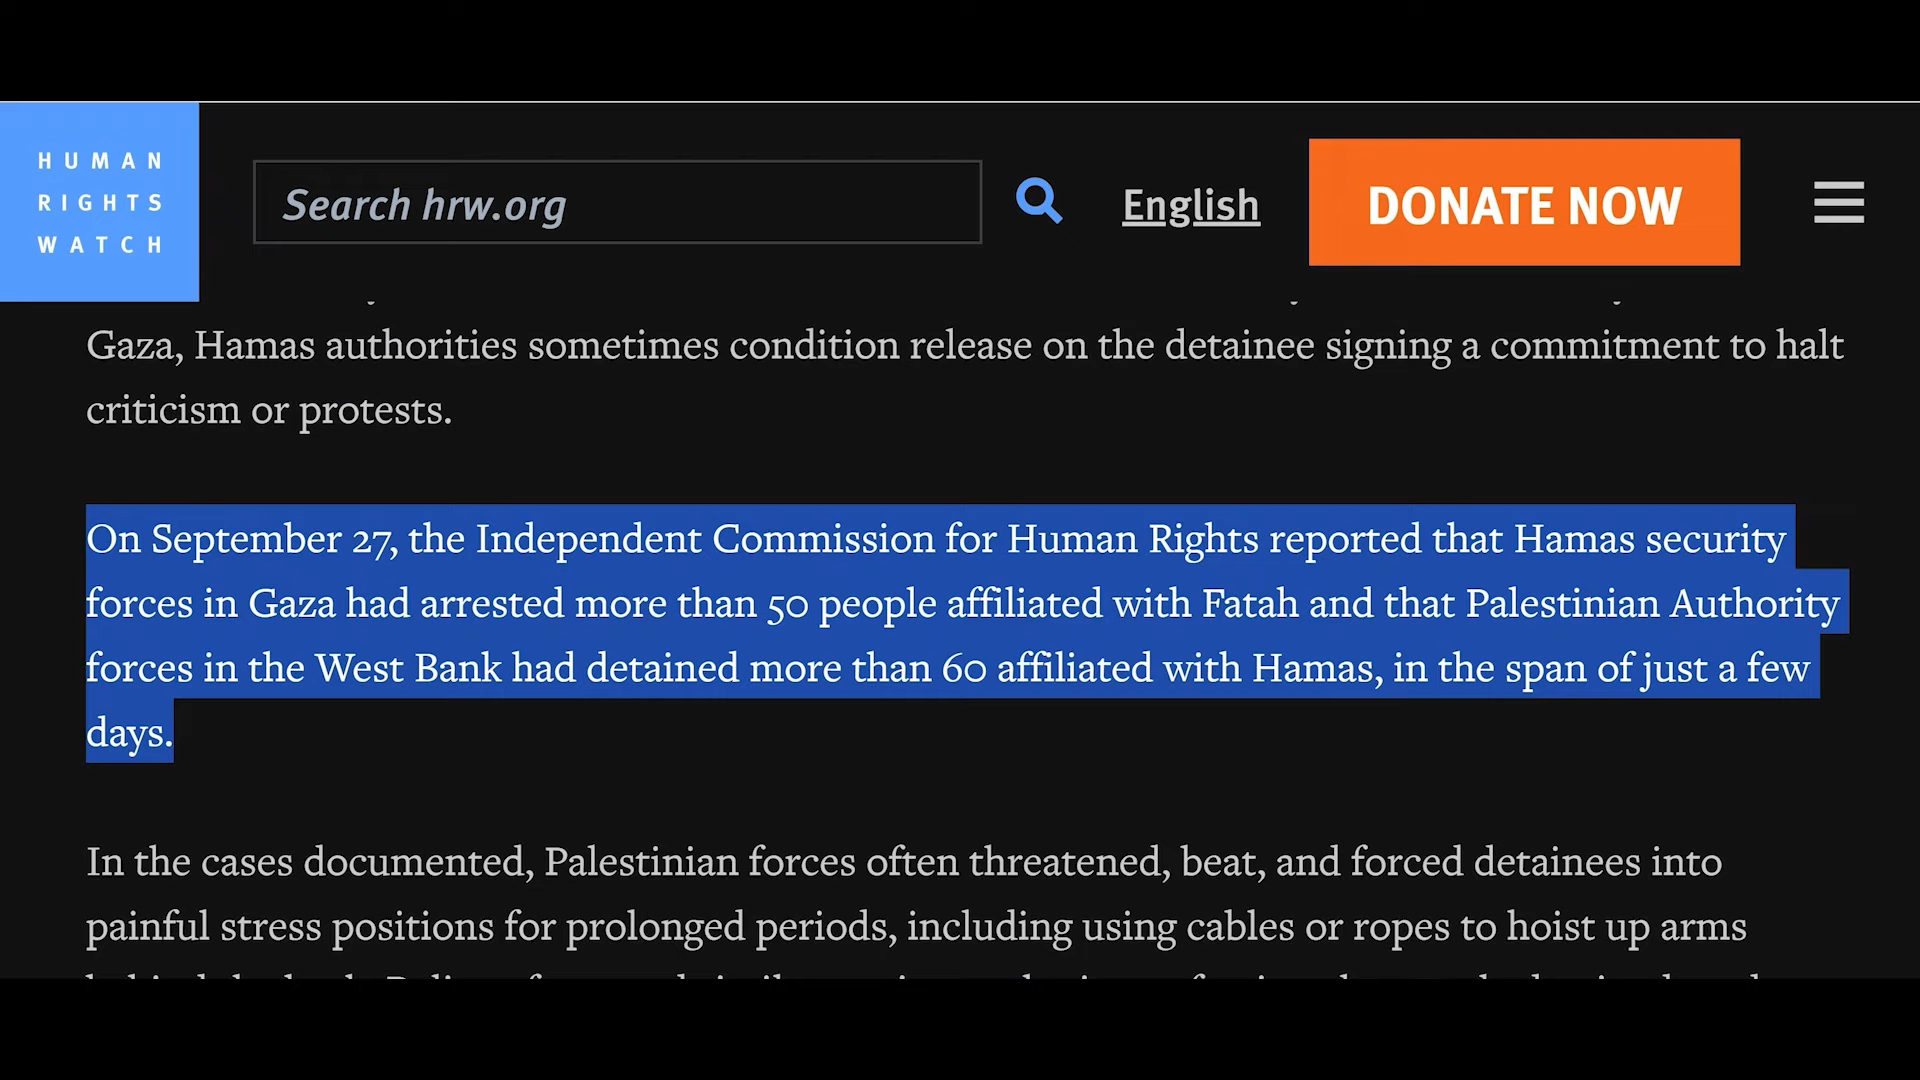 HUMAN
RIGHTS
WATCH
Search hrw.org
English
DONATE NOW
Gaza, Hamas authorities sometimes condition release on the detainee signing a commitment to halt
criticism or protests.
On September 27, the Independent Commission for Human Rights reported that Hamas security
forces in Gaza had arrested more than 50 people affiliated with Fatah and that Palestinian Authority
forces in the West Bank had detained more than 60 affiliated with Hamas, in the span of just a few
days.
In the cases documented, Palestinian forces often threatened, beat, and forced detainees into
painful stress positions for prolonged periods, including using cables or ropes to hoist up arms